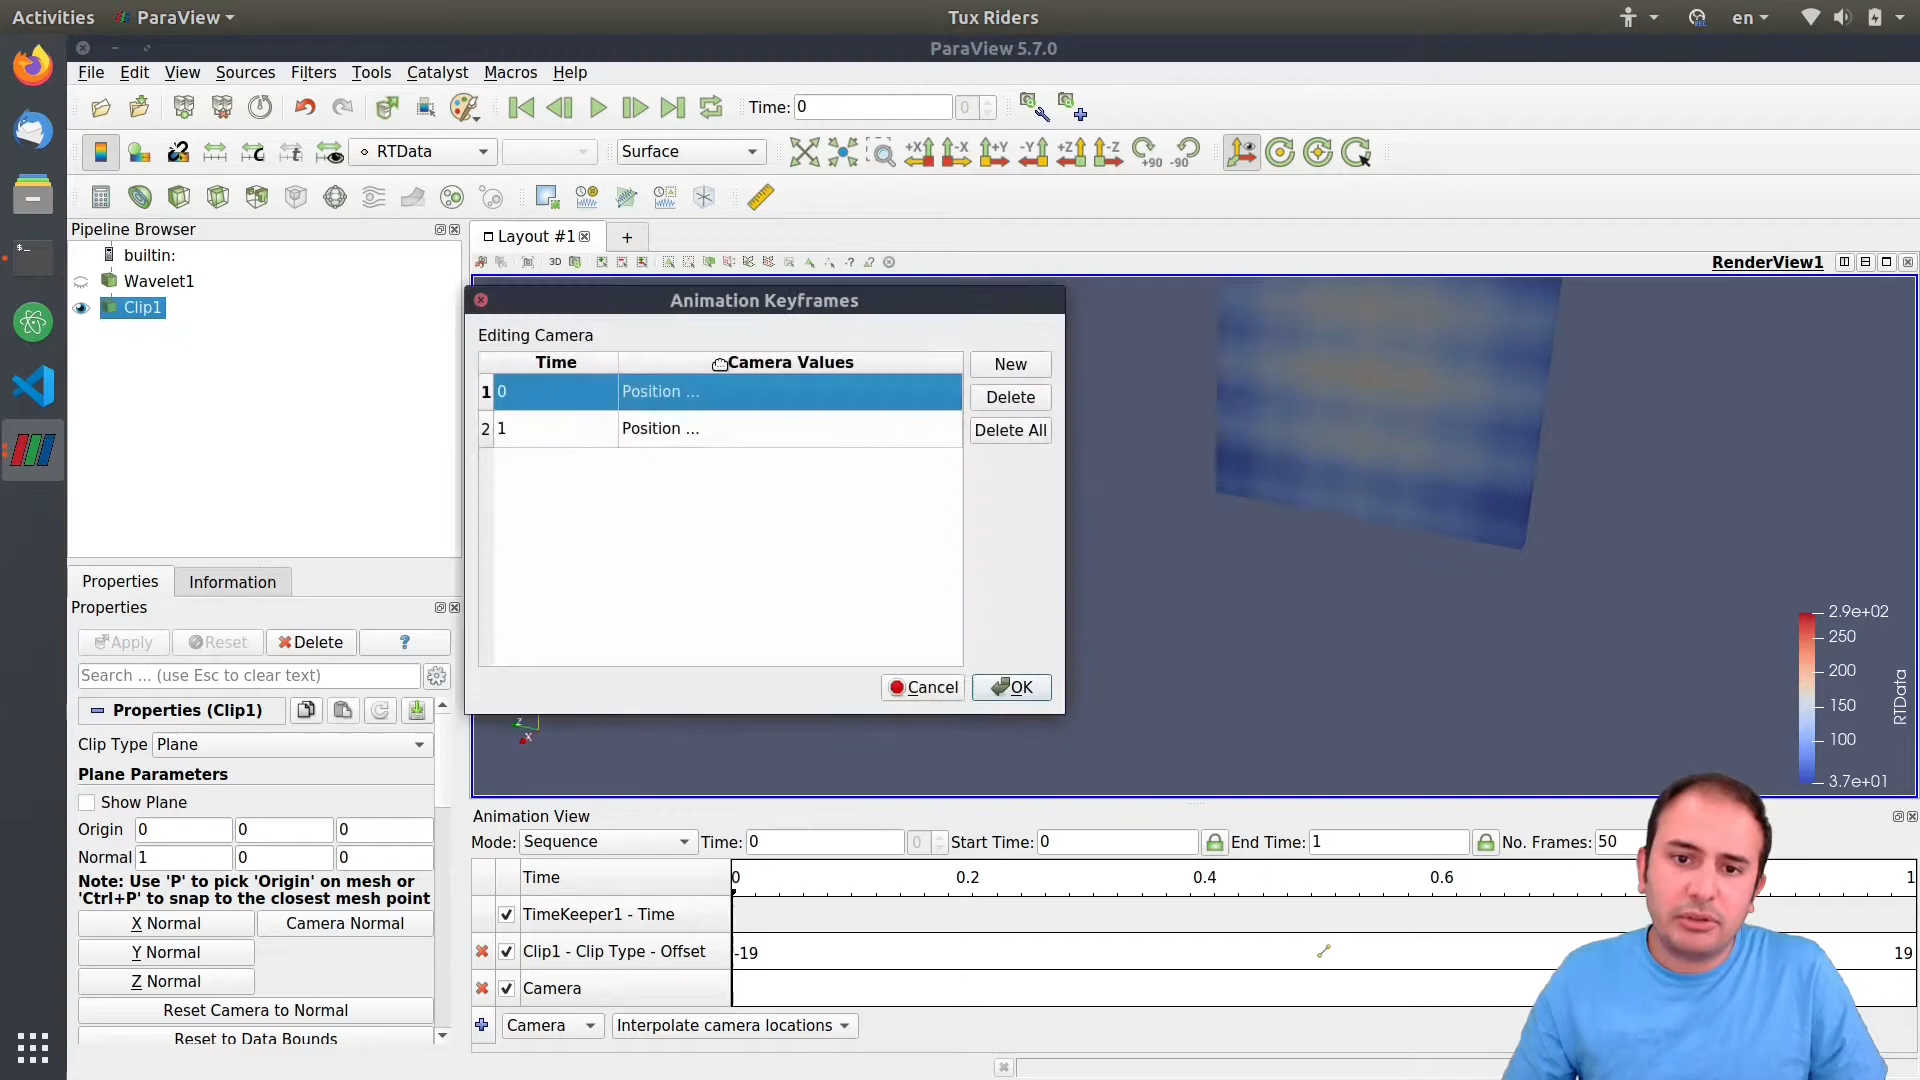 Activities ParaView Tux Riders en
ParaView 5.7.0
File Edit View Sources Filters Tools Catalyst Macros Help
Time: 0 0
RTData Surface +X -X +Y -Y +Z -Z +90 -90
Pipeline Browser
Layout #1 +
builtin:
3D RenderView1
Wavelet1
Clip1
Animation Keyframes
Editing Camera
Time Camera Values New
1 0 Position ...
Delete
2 1 Position ... Delete All
Cancel OK
Z
X
2.9e+02
250
200
150
100
3.7e+01
RTData
Properties Information
Properties
Apply Reset Delete ?
Search ... (use Esc to clear text)
Properties (Clip1)
Clip Type Plane
Plane Parameters
Show Plane
Origin 0 0 0
Normal 1 0 0
Note: Use 'P' to pick 'Origin' on mesh or
'Ctrl+P' to snap to the closest mesh point
X Normal Camera Normal
Y Normal
Z Normal
Reset Camera to Normal
Reset to Data Bounds
Animation View
Mode: Sequence Time: 0 0 Start Time: 0 End Time: 1 No. Frames: 50
Time 0 0.2 0.4 0.6 1
TimeKeeper1 - Time
Clip1 - Clip Type - Offset -19 19
Camera
Camera Interpolate camera locations